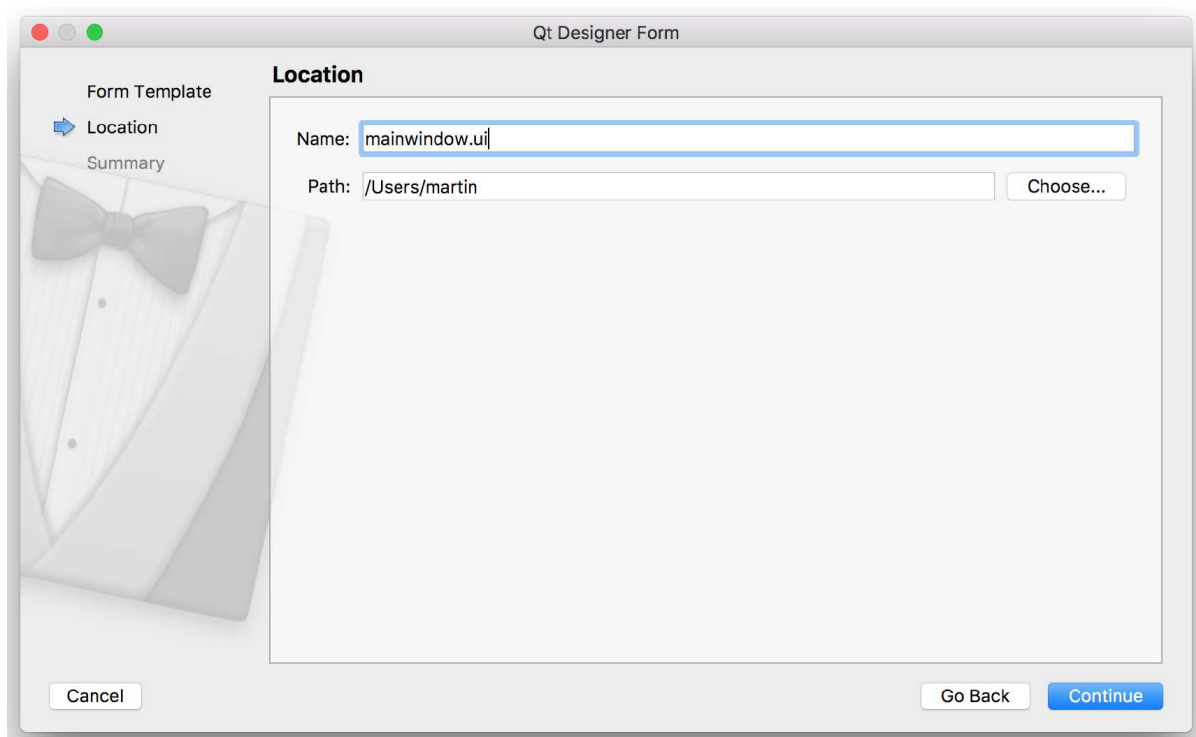 Qt Designer Form
Form Template
Location
Summary
Location
Name: mainwindow.ui
Path: /Users/martin Choose...
Cancel Go Back Continue